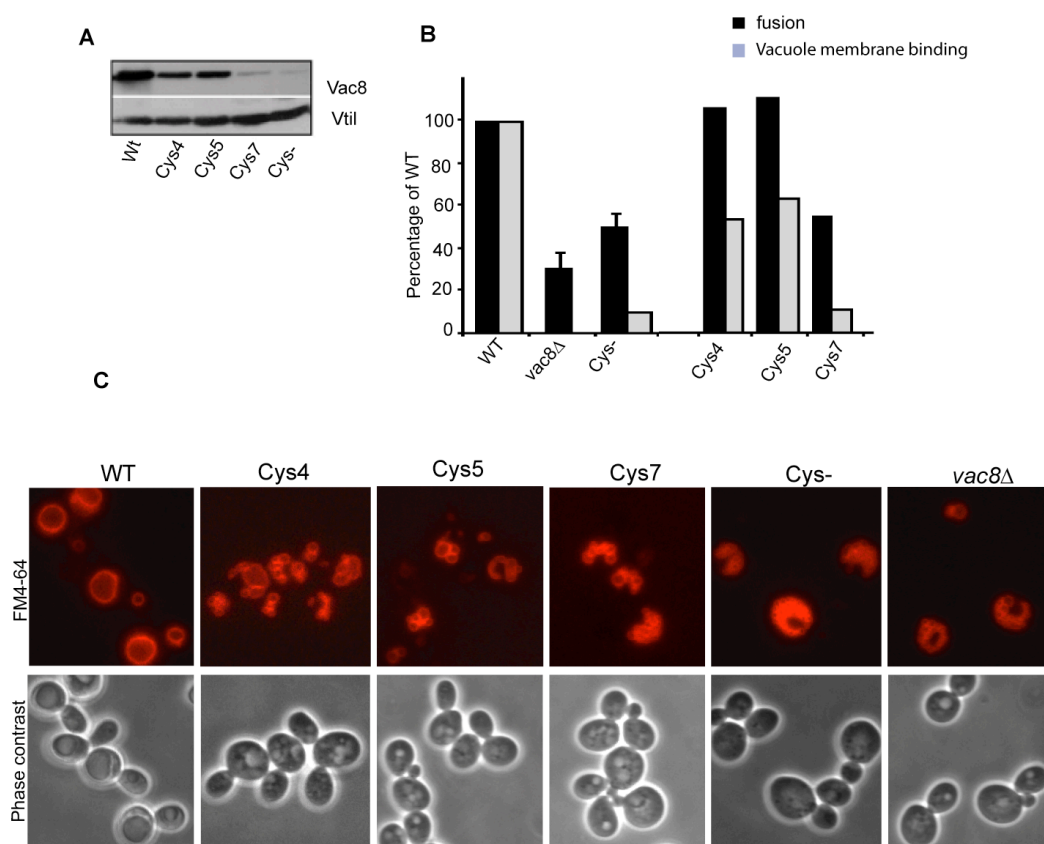 A
Vac8
Vtil
Wt
Cys4
Cys5
Cys7
Cys-
B
fusion
Vacuole membrane binding
Percentage of WT
100
80
60
40
20
0
WT
vac8Δ
Cys-
Cys4
Cys5
Cys7
C
WT
Cys4
Cys5
Cys7
Cys-
vac8Δ
FM4-64
Phase contrast